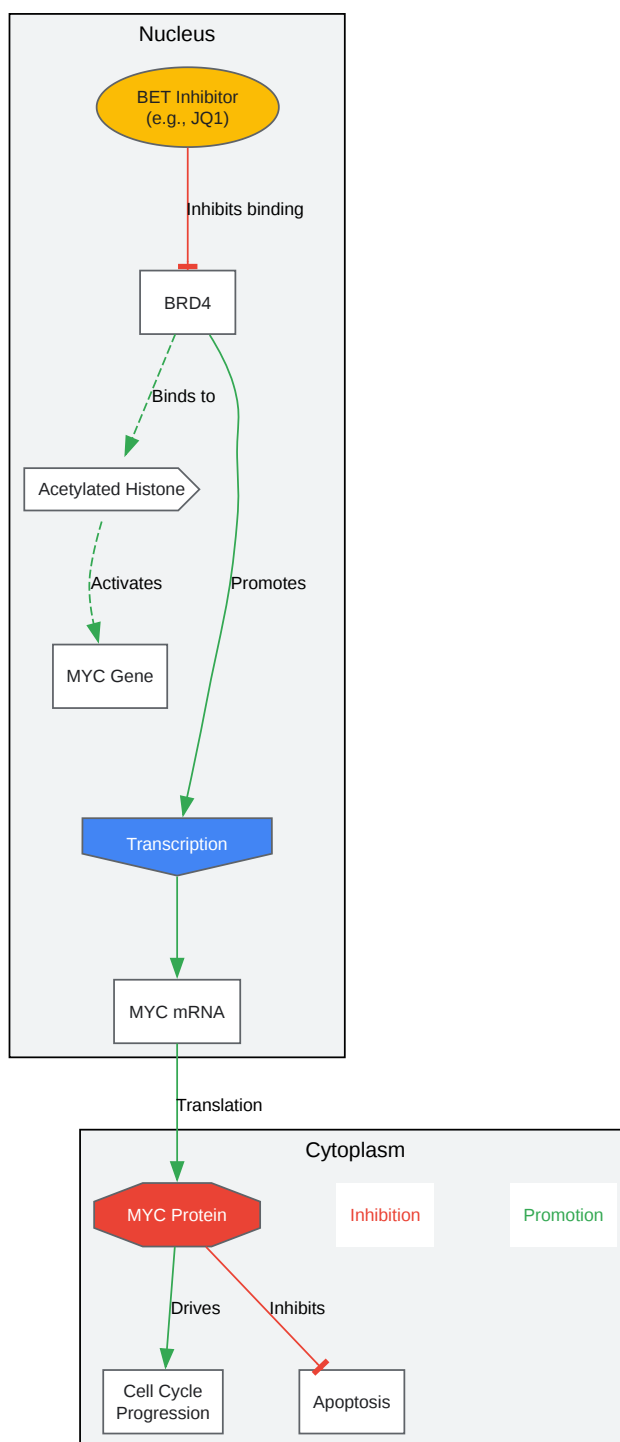 Nucleus
BET Inhibitor
(e.g., JQ1)
Inhibits binding
BRD4
Binds to
Acetylated Histone
Activates
Promotes
MYC Gene
Transcription
MYC mRNA
Translation
Cytoplasm
MYC Protein
Inhibition
Promotion
Drives
Inhibits
Cell Cycle
Progression
Apoptosis